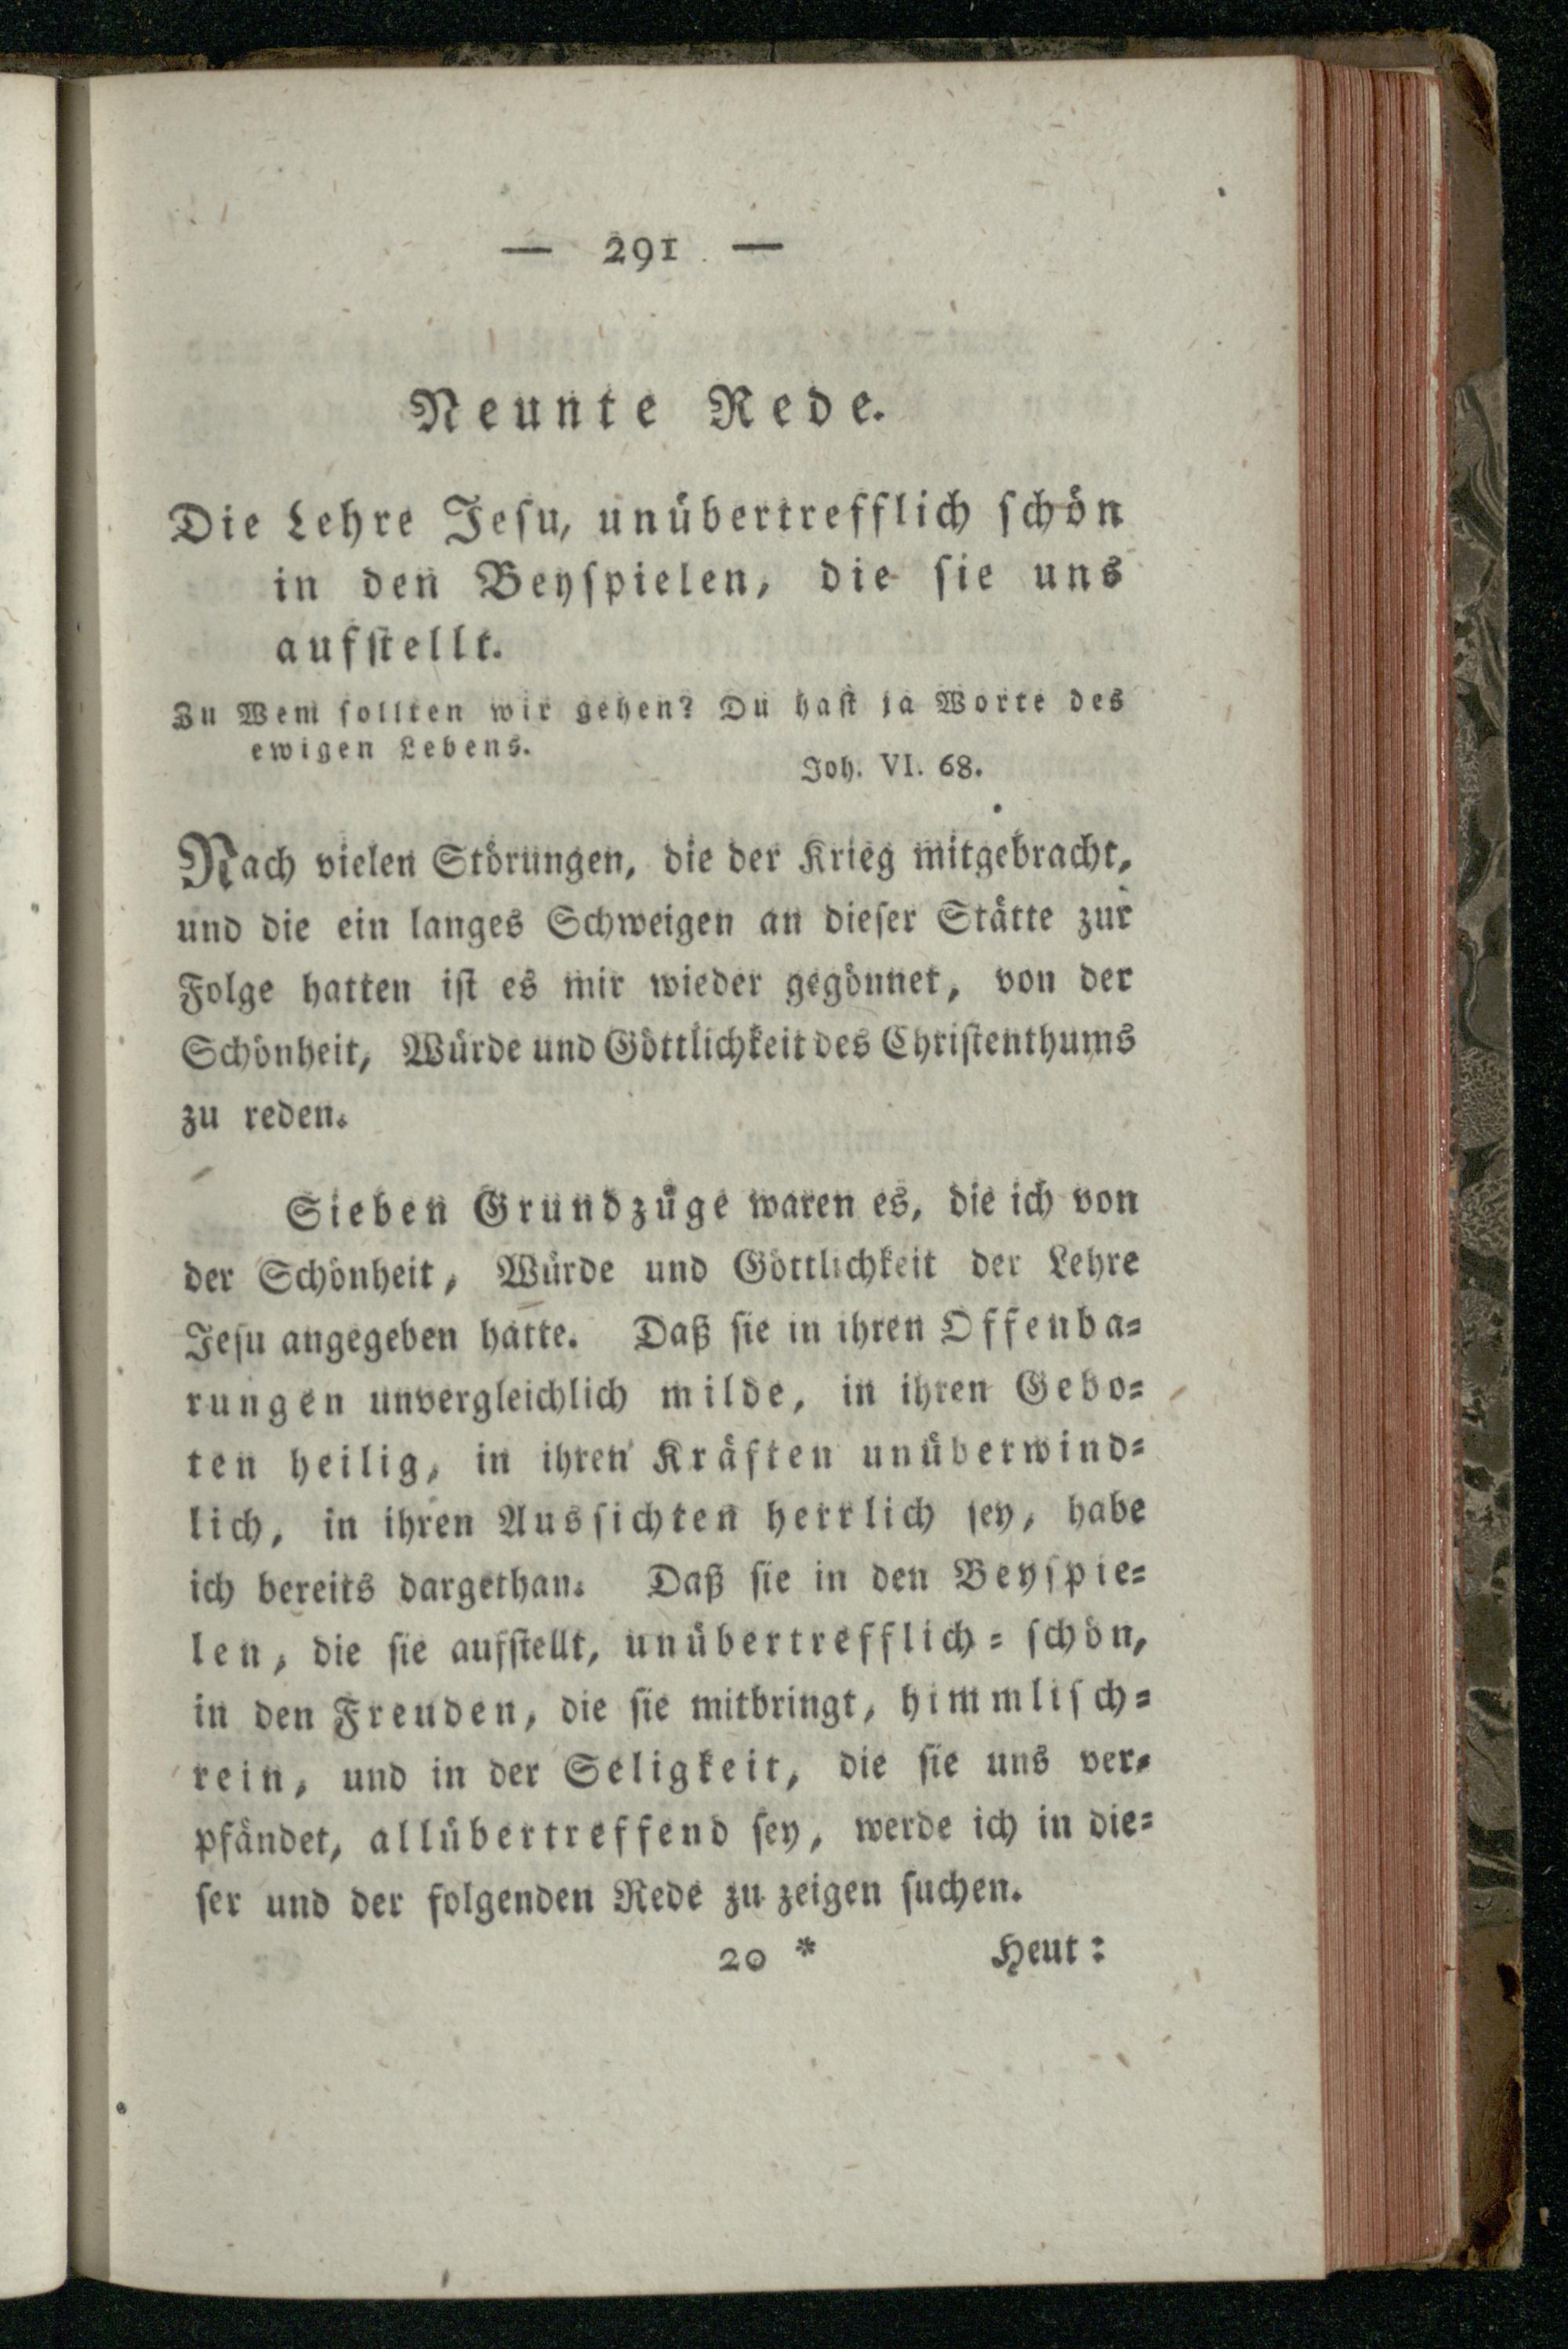 — 291 —
Neunte Rede.
Die Lehre Jesu, unübertrefflich schön
in den Beyspielen, die sie uns
aufstellt.
Zu Wem sollten wir gehen? Du hast ja Worte des
ewigen Lebens.
Joh. VI. 68.
Nach vielen Störungen, die der Krieg mitgebracht,
und die ein langes Schweigen an dieser Stätte zur
Folge hatten ist es mir wieder gegönnet, von der
Schönheit, Würde und Göttlichkeit des Christenthums
zu reden.
Sieben Grundzüge waren es, die ich von
der Schönheit, Würde und Göttlichkeit der Lehre
Jesu angegeben hatte. Daß sie in ihren Offenba=
rungen unvergleichlich milde, in ihren Gebo=
ten heilig, in ihren Kräften unüberwind=
lich, in ihren Aussichten herrlich sey, habe
ich bereits dargethan. Daß sie in den Beyspie=
len, die sie aufstellt, unübertrefflich = schön,
in den Freuden, die sie mitbringt, himmlisch=
rein, und in der Seligkeit, die sie uns ver=
pfändet, allübertreffend sey, werde ich in die=
ser und der folgenden Rede zu zeigen suchen.
20 * Heut: